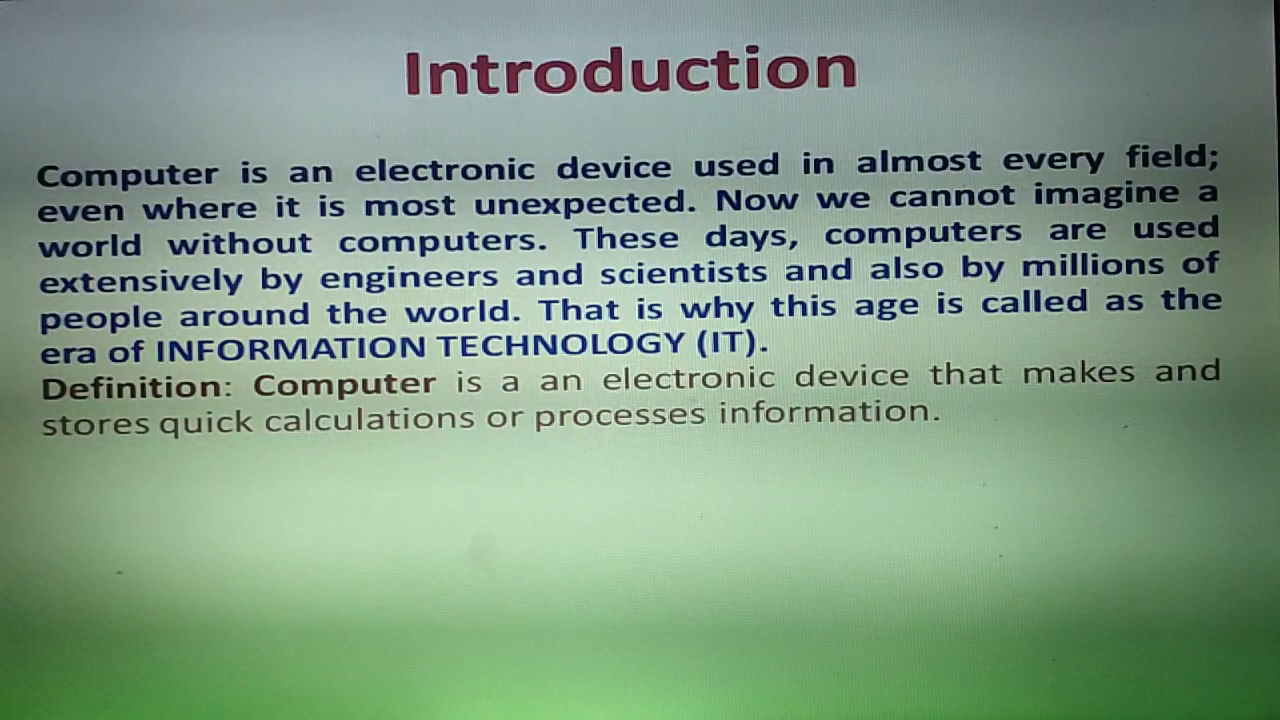 Introduction
Computer is an electronic device used in almost every field;
even where it is most unexpected. Now we cannot imagine a
world without computers. These days, computers are used
extensively by engineers and scientists and also by millions of
people around the world. That is why this age is called as the
era of INFORMATION TECHNOLOGY (IT).
Definition: Computer is a an electronic device that makes and
stores quick calculations or processes information.